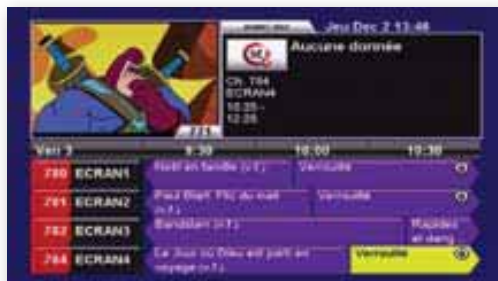 Jeu Dec 2 13:46
Aucune donnée
Ch. 784
ECRAN4
10:25 -
12:25
Ven 3 9:30 10:00 10:30
780 ECRAN1 Noël en famille (v.f.) Verrouillé
781 ECRAN2 Paul Blart: Flic du mail (v.f.) Verrouillé
782 ECRAN3 Bandslam (v.f.) Rapides et dang
784 ECRAN4 Le Jour où Dieu est parti en voyage (v.f.) Verrouillé